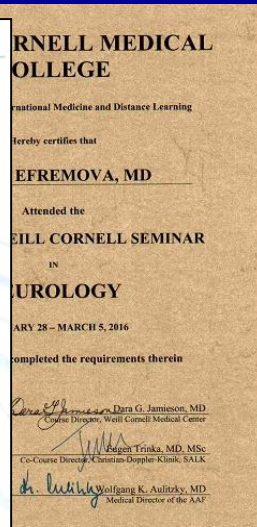 RNELL MEDICAL
OLLEGE
rnational Medicine and Distance Learning
Hereby certifies that
EFREMOVA, MD
Attended the
EILL CORNELL SEMINAR
IN
UROLOGY
ARY 28 – MARCH 5, 2016
completed the requirements therein
Dara G. Jamieson Dara G. Jamieson, MD
Course Director, Weill Cornell Medical Center
Eugen Trinka, MD, MSc
Co-Course Director, Christian-Doppler-Klinik, SALK
Wolfgang K. Aulitzky, MD
Medical Director of the AAF